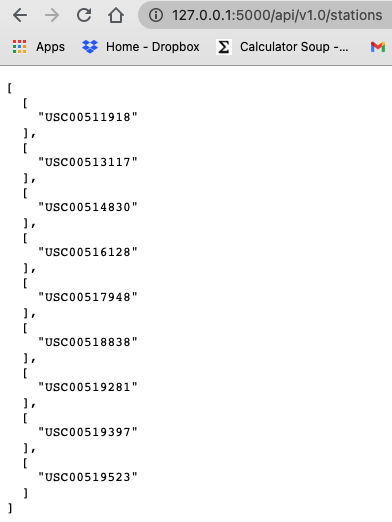 127.0.0.1:5000/api/v1.0/stations
Apps Home - Dropbox Σ Calculator Soup -... M
[
[
"USC00511918"
],
[
"USC00513117"
],
[
"USC00514830"
],
[
"USC00516128"
],
[
"USC00517948"
],
[
"USC00518838"
],
[
"USC00519281"
],
[
"USC00519397"
],
[
"USC00519523"
]
]